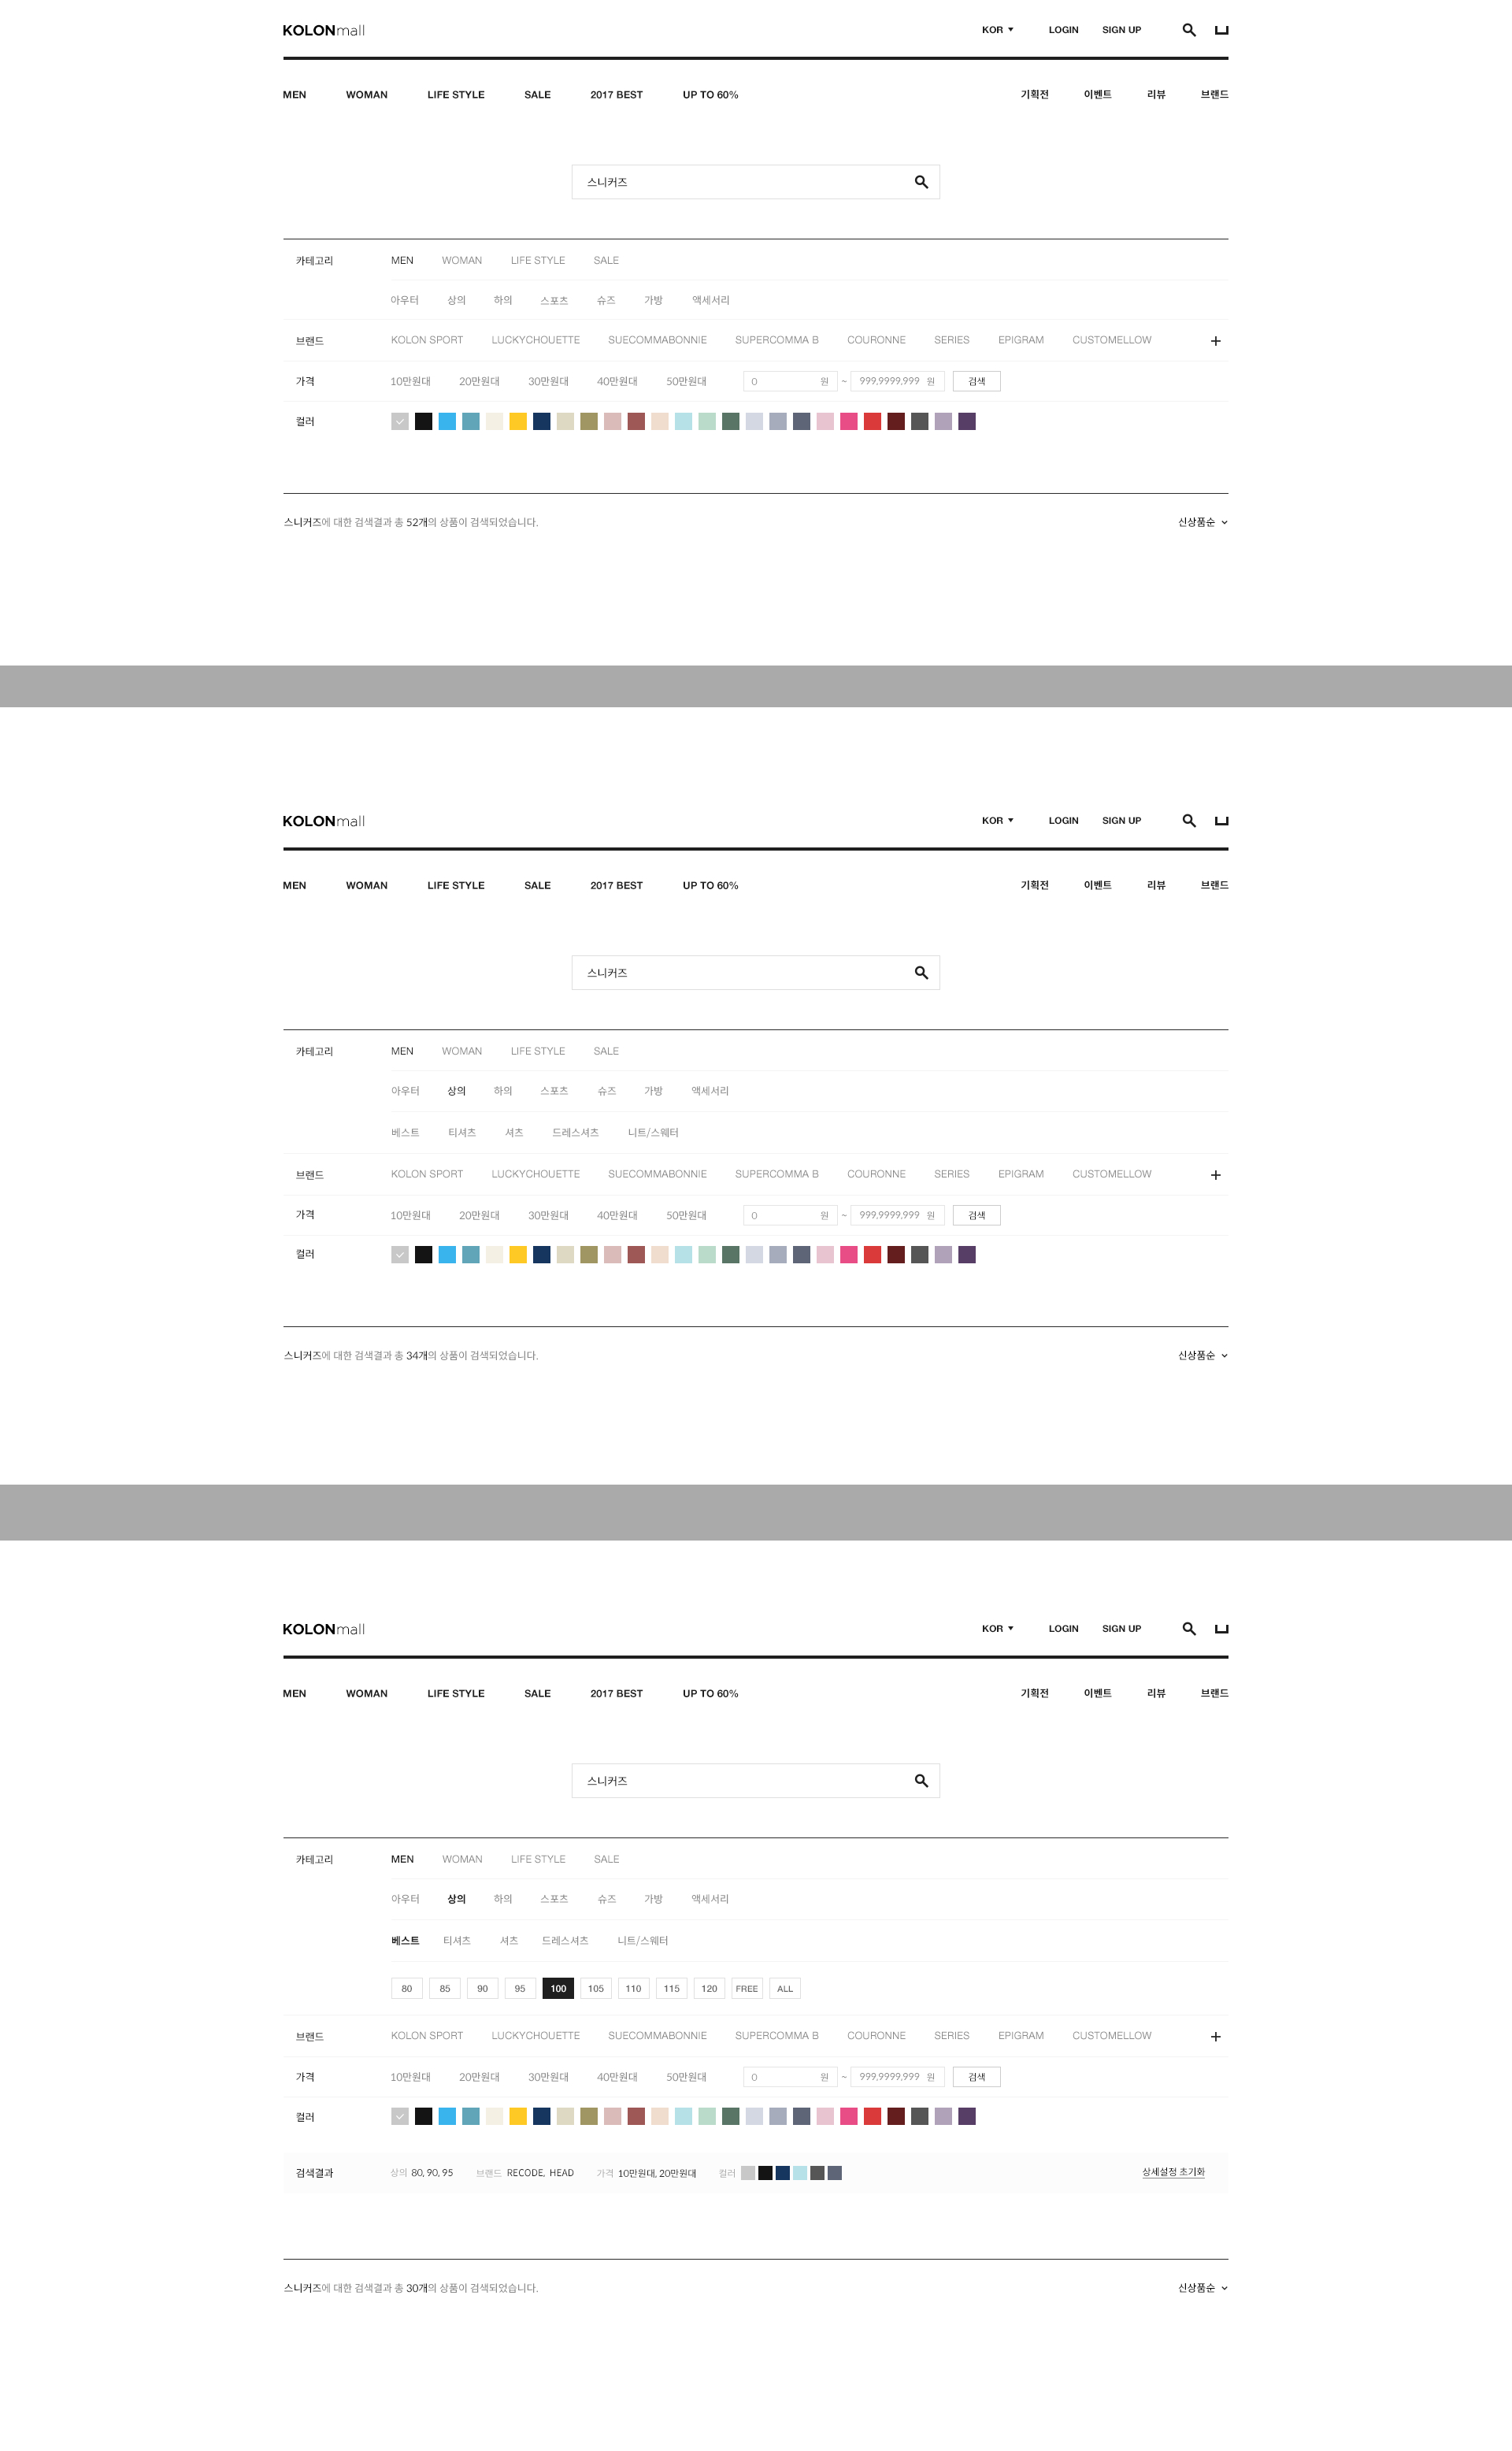 KOLONmall KOR LOGIN SIGN UP
MEN WOMAN LIFE STYLE SALE 2017 BEST UP TO 60% 기획전 이벤트 리뷰 브랜드
스니커즈
카테고리 MEN WOMAN LIFE STYLE SALE
아우터 상의 하의 스포츠 슈즈 가방 액세서리
브랜드 KOLON SPORT LUCKYCHOUETTE SUECOMMABONNIE SUPERCOMMA B COURONNE SERIES EPIGRAM CUSTOMELLOW +
가격 10만원대 20만원대 30만원대 40만원대 50만원대 0 원 ~ 999,9999,999 원 검색
컬러
스니커즈에 대한 검색결과 총 52개의 상품이 검색되었습니다. 신상품순
KOLONmall KOR LOGIN SIGN UP
MEN WOMAN LIFE STYLE SALE 2017 BEST UP TO 60% 기획전 이벤트 리뷰 브랜드
스니커즈
카테고리 MEN WOMAN LIFE STYLE SALE
아우터 상의 하의 스포츠 슈즈 가방 액세서리
베스트 티셔츠 셔츠 드레스셔츠 니트/스웨터
브랜드 KOLON SPORT LUCKYCHOUETTE SUECOMMABONNIE SUPERCOMMA B COURONNE SERIES EPIGRAM CUSTOMELLOW +
가격 10만원대 20만원대 30만원대 40만원대 50만원대 0 원 ~ 999,9999,999 원 검색
컬러
스니커즈에 대한 검색결과 총 34개의 상품이 검색되었습니다. 신상품순
KOLONmall KOR LOGIN SIGN UP
MEN WOMAN LIFE STYLE SALE 2017 BEST UP TO 60% 기획전 이벤트 리뷰 브랜드
스니커즈
카테고리 MEN WOMAN LIFE STYLE SALE
아우터 상의 하의 스포츠 슈즈 가방 액세서리
베스트 티셔츠 셔츠 드레스셔츠 니트/스웨터
80 85 90 95 100 105 110 115 120 FREE ALL
브랜드 KOLON SPORT LUCKYCHOUETTE SUECOMMABONNIE SUPERCOMMA B COURONNE SERIES EPIGRAM CUSTOMELLOW +
가격 10만원대 20만원대 30만원대 40만원대 50만원대 0 원 ~ 999,9999,999 원 검색
컬러
검색결과 상의 80, 90, 95 브랜드 RECODE, HEAD 가격 10만원대, 20만원대 컬러 상세설정 초기화
스니커즈에 대한 검색결과 총 30개의 상품이 검색되었습니다. 신상품순